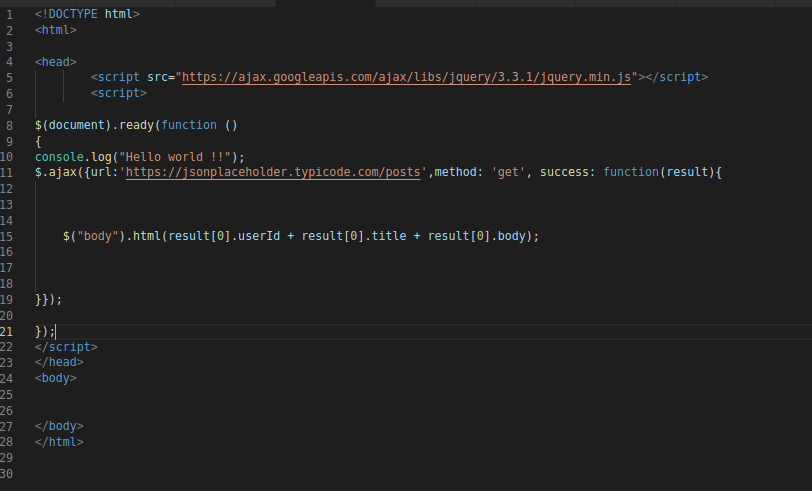 1 <!DOCTYPE html>
2 <html>
3
4 <head>
5 <script src="https://ajax.googleapis.com/ajax/libs/jquery/3.3.1/jquery.min.js"></script>
6 <script>
7
8 $(document).ready(function ()
9 {
10 console.log("Hello world !!");
11 $.ajax({url:'https://jsonplaceholder.typicode.com/posts',method: 'get', success: function(result){
12
13
14
15 $("body").html(result[0].userId + result[0].title + result[0].body);
16
17
18
19 }});
20
21 });
22 </script>
23 </head>
24 <body>
25
26
27 </body>
28 </html>
29
30